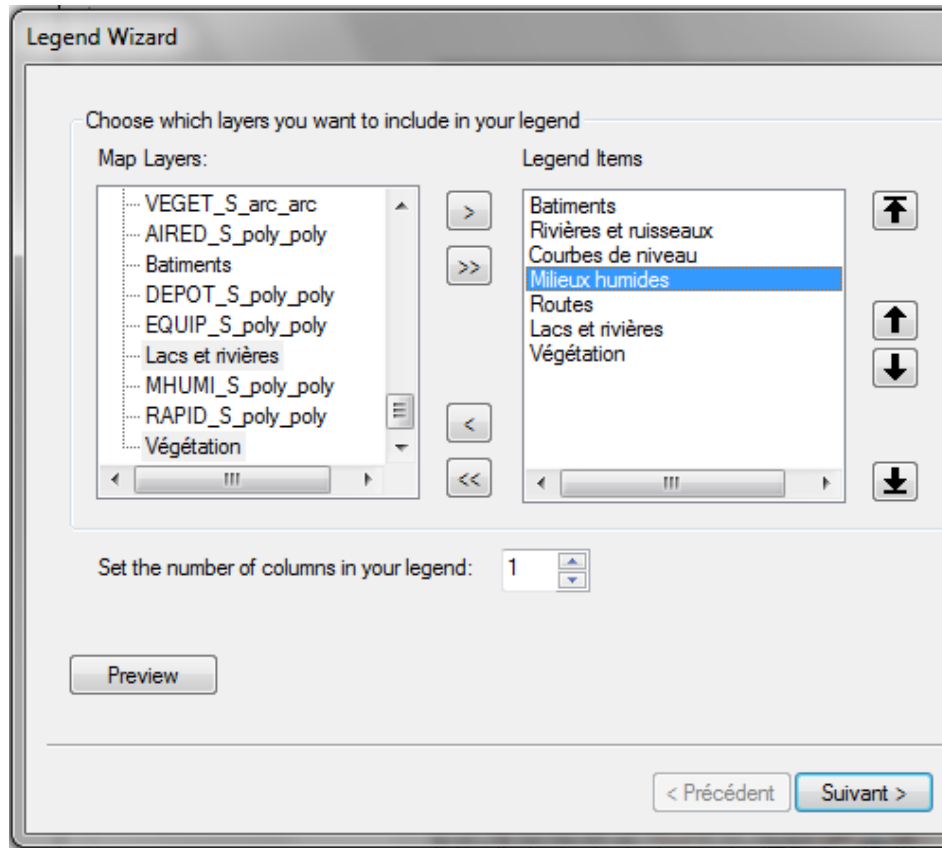 Legend Wizard
Choose which layers you want to include in your legend
Map Layers:
VEGET_S_arc_arc
AIRED_S_poly_poly
Batiments
DEPOT_S_poly_poly
EQUIP_S_poly_poly
Lacs et rivières
MHUMI_S_poly_poly
RAPID_S_poly_poly
Végétation
>
>>
<
<<
Legend Items
Batiments
Rivières et ruisseaux
Courbes de niveau
Milieux humides
Routes
Lacs et rivières
Végétation
Set the number of columns in your legend: 1
Preview
< Précédent Suivant >